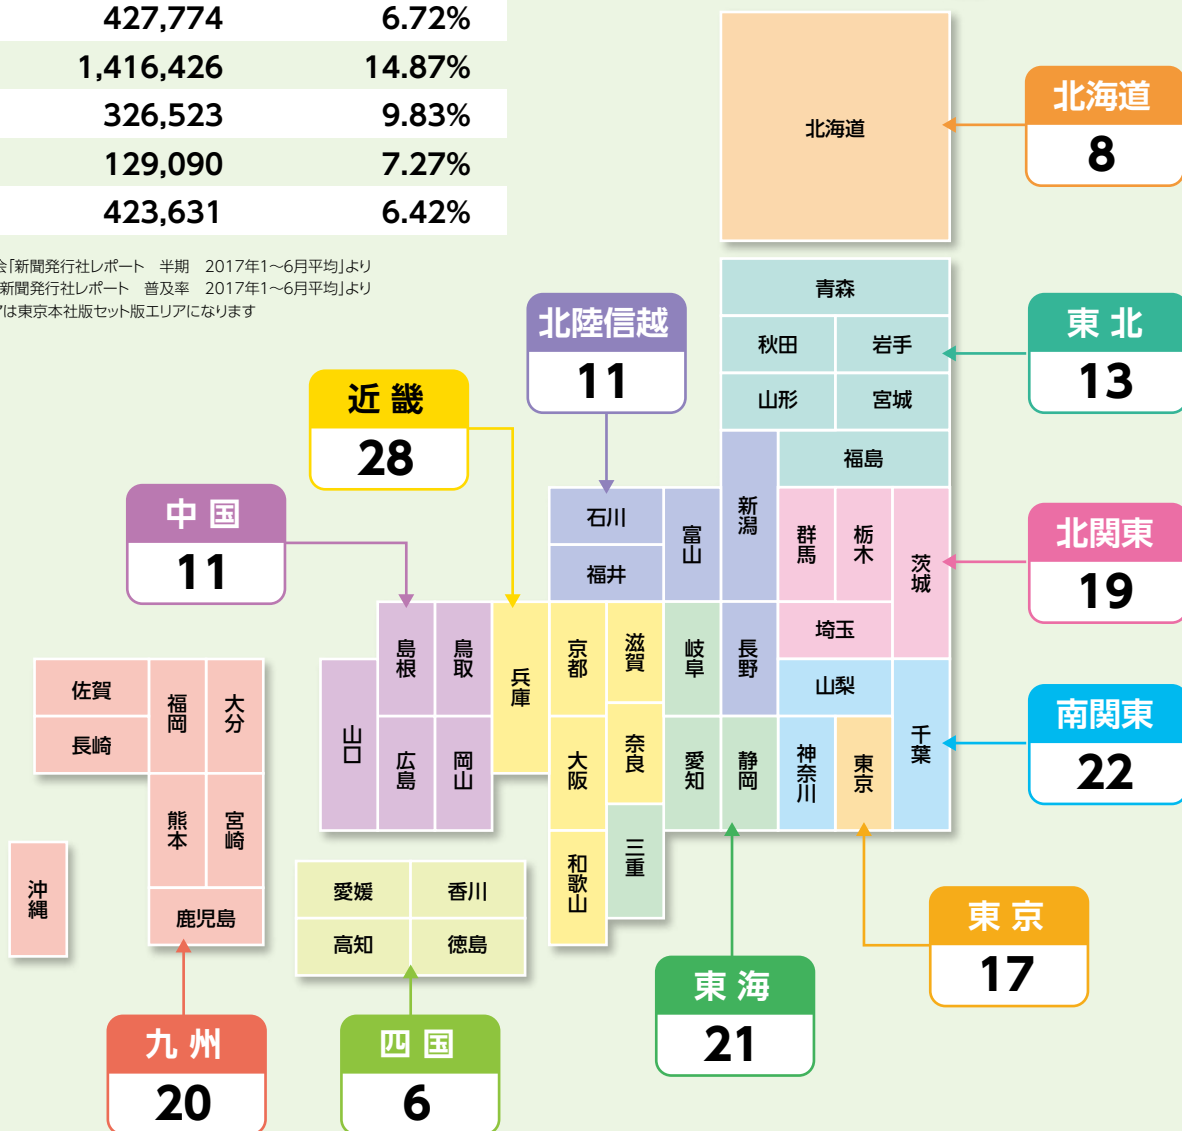 427,774 6.72%
1,416,426 14.87%
326,523 9.83%
129,090 7.27%
423,631 6.42%
会「新聞発行社レポート 半期 2017年1〜6月平均」より
新聞発行社レポート 普及率 2017年1〜6月平均」より
は東京本社版セット版エリアになります
北海道
北海道
8
青森
秋田
岩手
山形
宮城
福島
東北
13
北陸信越
11
近畿
28
中国
11
石川
福井
富山
新潟
長野
群馬
栃木
茨城
埼玉
北関東
19
山梨
神奈川
東京
千葉
南関東
22
島根
鳥取
山口
広島
岡山
兵庫
京都
滋賀
大阪
奈良
和歌山
三重
岐阜
愛知
静岡
佐賀
長崎
福岡
大分
熊本
宮崎
鹿児島
沖縄
愛媛
香川
高知
徳島
東京
17
東海
21
九州
20
四国
6